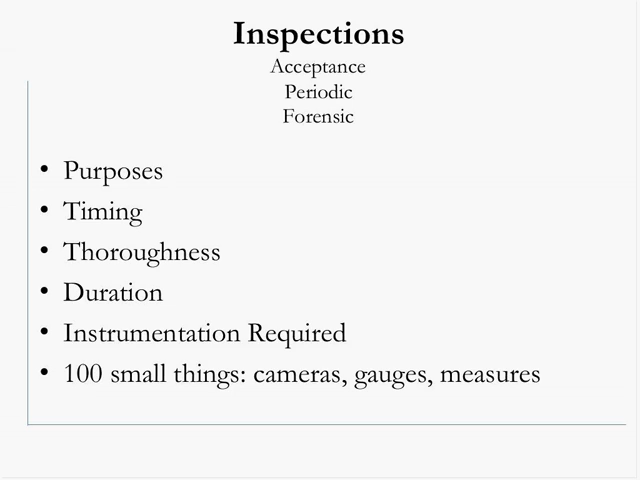 Inspections
Acceptance
Periodic
Forensic
• Purposes
• Timing
• Thoroughness
• Duration
• Instrumentation Required
• 100 small things: cameras, gauges, measures